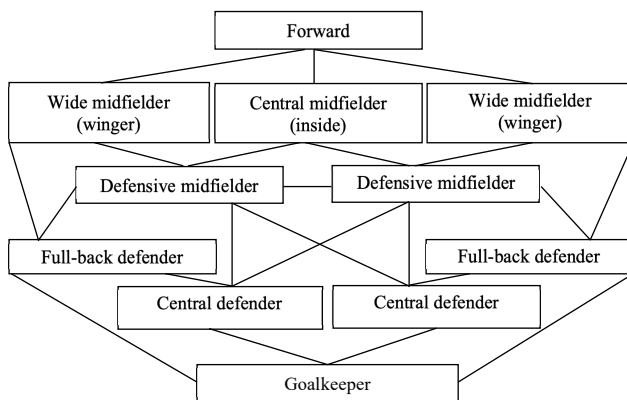 Forward
Wide midfielder
(winger)
Central midfielder
(inside)
Wide midfielder
(winger)
Defensive midfielder
Defensive midfielder
Full-back defender
Full-back defender
Central defender
Central defender
Goalkeeper